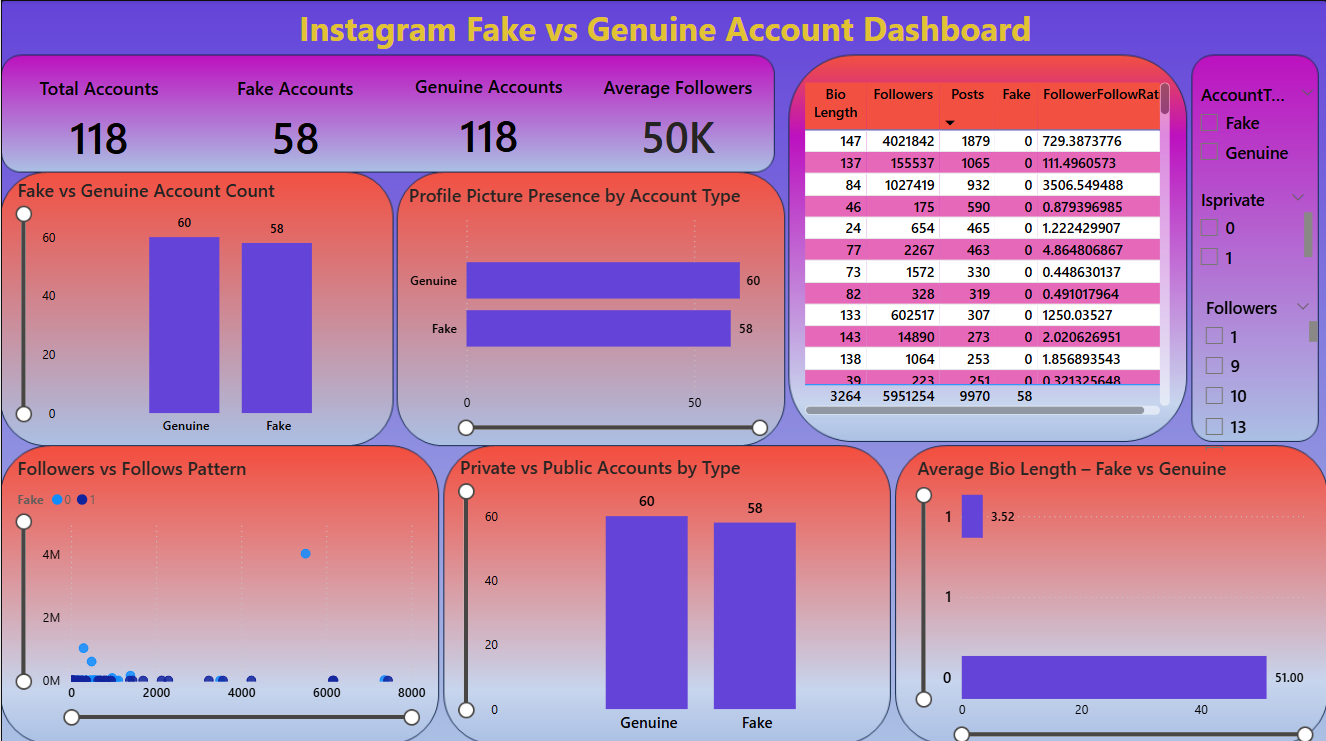 Instagram Fake vs Genuine Account Dashboard
Total Accounts
118
Fake Accounts
58
Genuine Accounts
118
Average Followers
50K
Bio Length Followers Posts Fake FollowerFollowRat
147 4021842 1879 0 729.3873776
137 155537 1065 0 111.4960573
84 1027419 932 0 3506.549488
46 175 590 0 0.879396985
24 654 465 0 1.222429907
77 2267 463 0 4.864806867
73 1572 330 0 0.448630137
82 328 319 0 0.491017964
133 602517 307 0 1250.03527
143 14890 273 0 2.020626951
138 1064 253 0 1.856893543
39 223 251 0 0.321325648
3264 5951254 9970 58
AccountT...
Fake
Genuine
Isprivate
0
1
Followers
1
9
10
13
Fake vs Genuine Account Count
60
40
20
0
60
58
Genuine Fake
Profile Picture Presence by Account Type
Genuine 60
Fake 58
0 50
Followers vs Follows Pattern
Fake 0 1
4M
2M
0M
0 2000 4000 6000 8000
Private vs Public Accounts by Type
60
40
20
0
60
58
Genuine Fake
Average Bio Length – Fake vs Genuine
1 3.52
1
0 51.00
0 20 40